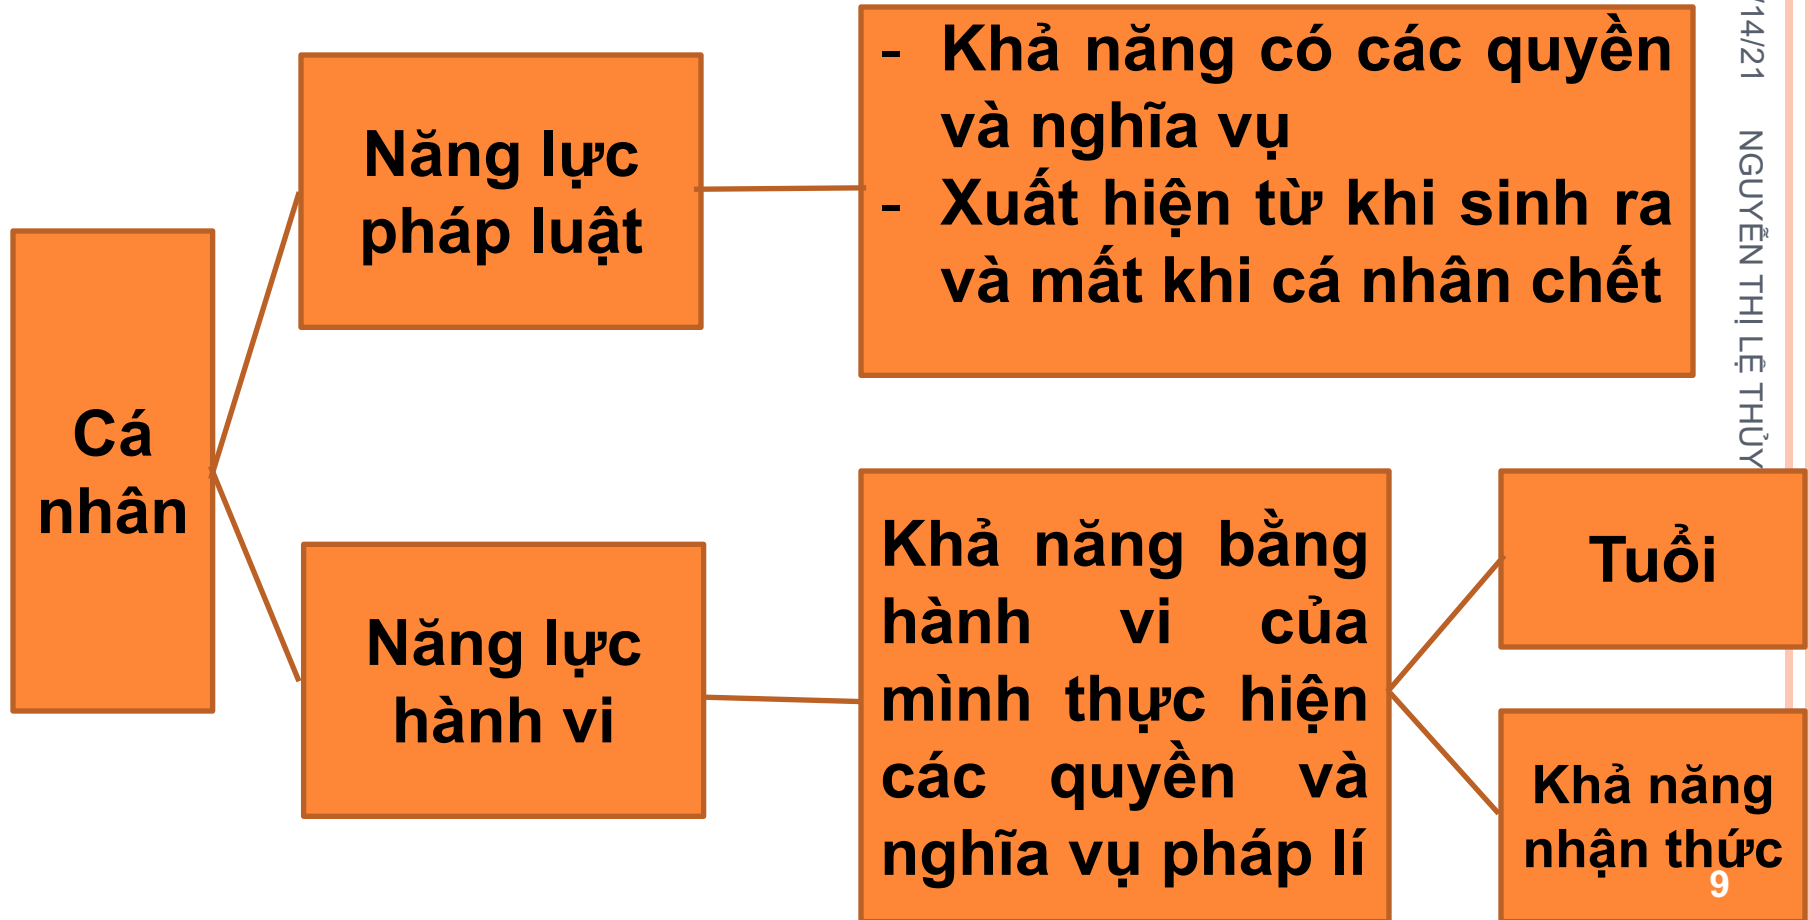 Cá
nhân
Năng lực
pháp luật
- Khả năng có các quyền
và nghĩa vụ
- Xuất hiện từ khi sinh ra
và mất khi cá nhân chết
Năng lực
hành vi
Khả năng bằng
hành vi của
mình thực hiện
các quyền và
nghĩa vụ pháp lí
Tuổi
Khả năng
nhận thức
/14/21 NGUYỄN THỊ LỆ THỦY
9